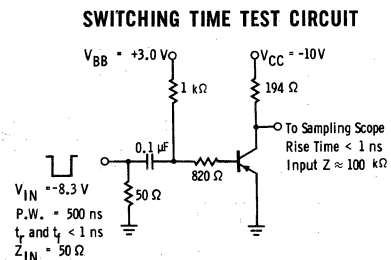 SWITCHING TIME TEST CIRCUIT
V_BB = +3.0 V
V_CC = -10V
1 kΩ
194 Ω
To Sampling Scope
Rise Time < 1 ns
Input Z ≈ 100 kΩ
0.1 µF
820 Ω
50 Ω
V_IN = -8.3 V
P.W. = 500 ns
t_r and t_f < 1 ns
Z_IN = 50 Ω